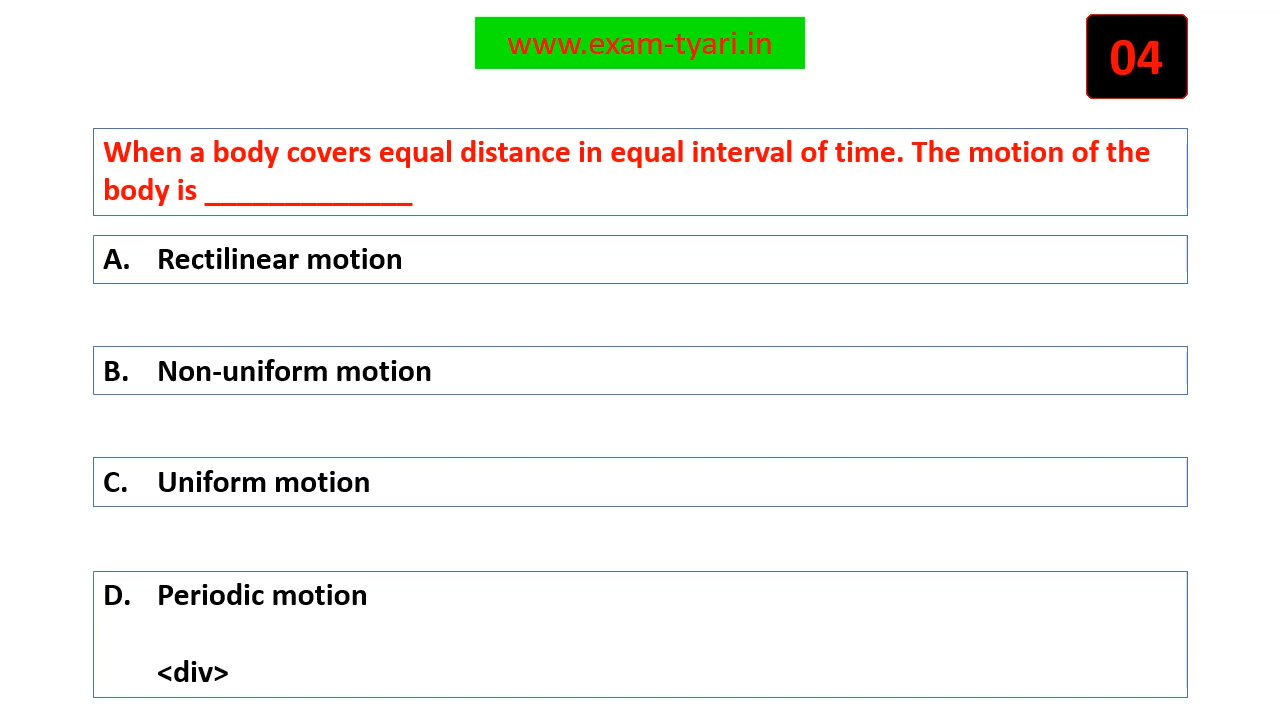 www.exam-tyari.in
04
When a body covers equal distance in equal interval of time. The motion of the
body is _____________
A. Rectilinear motion
B. Non-uniform motion
C. Uniform motion
D. Periodic motion
<div>